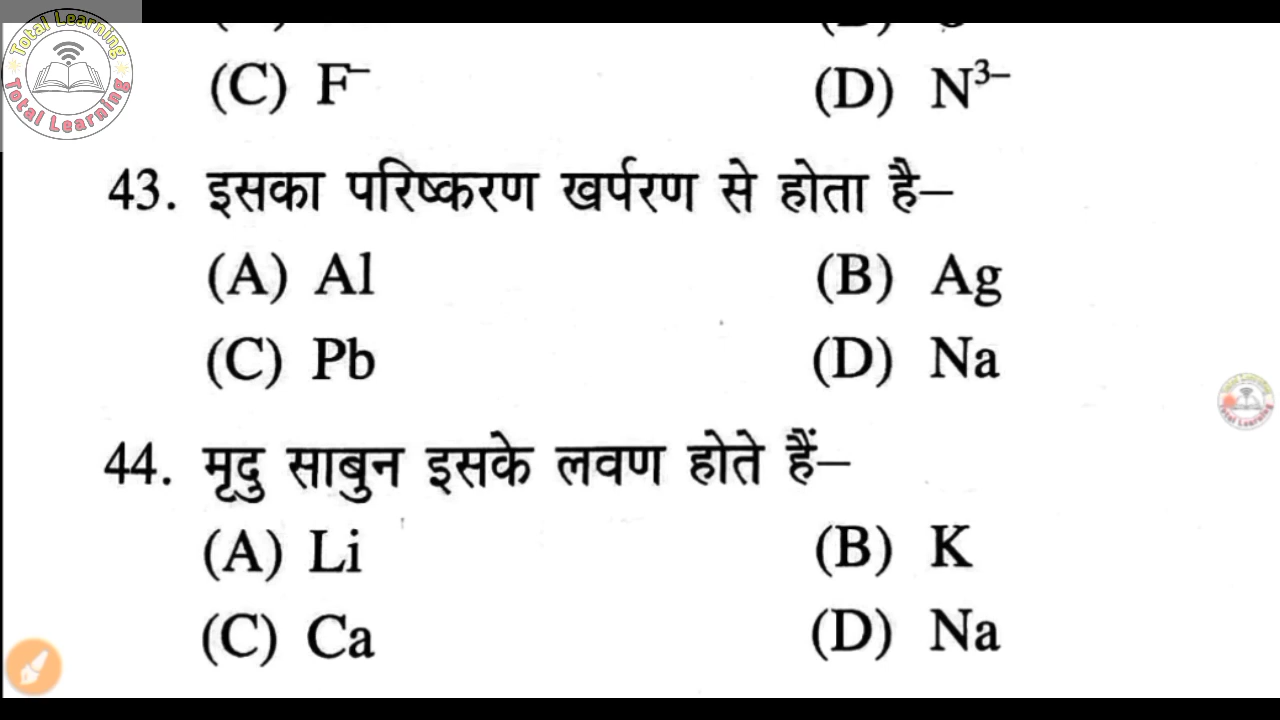 Total Learning
Total Learning
(C) F⁻ (D) N³⁻
43. इसका परिष्करण खर्परण से होता है–
(A) Al (B) Ag
(C) Pb (D) Na
44. मृदु साबुन इसके लवण होते हैं–
(A) Li (B) K
(C) Ca (D) Na